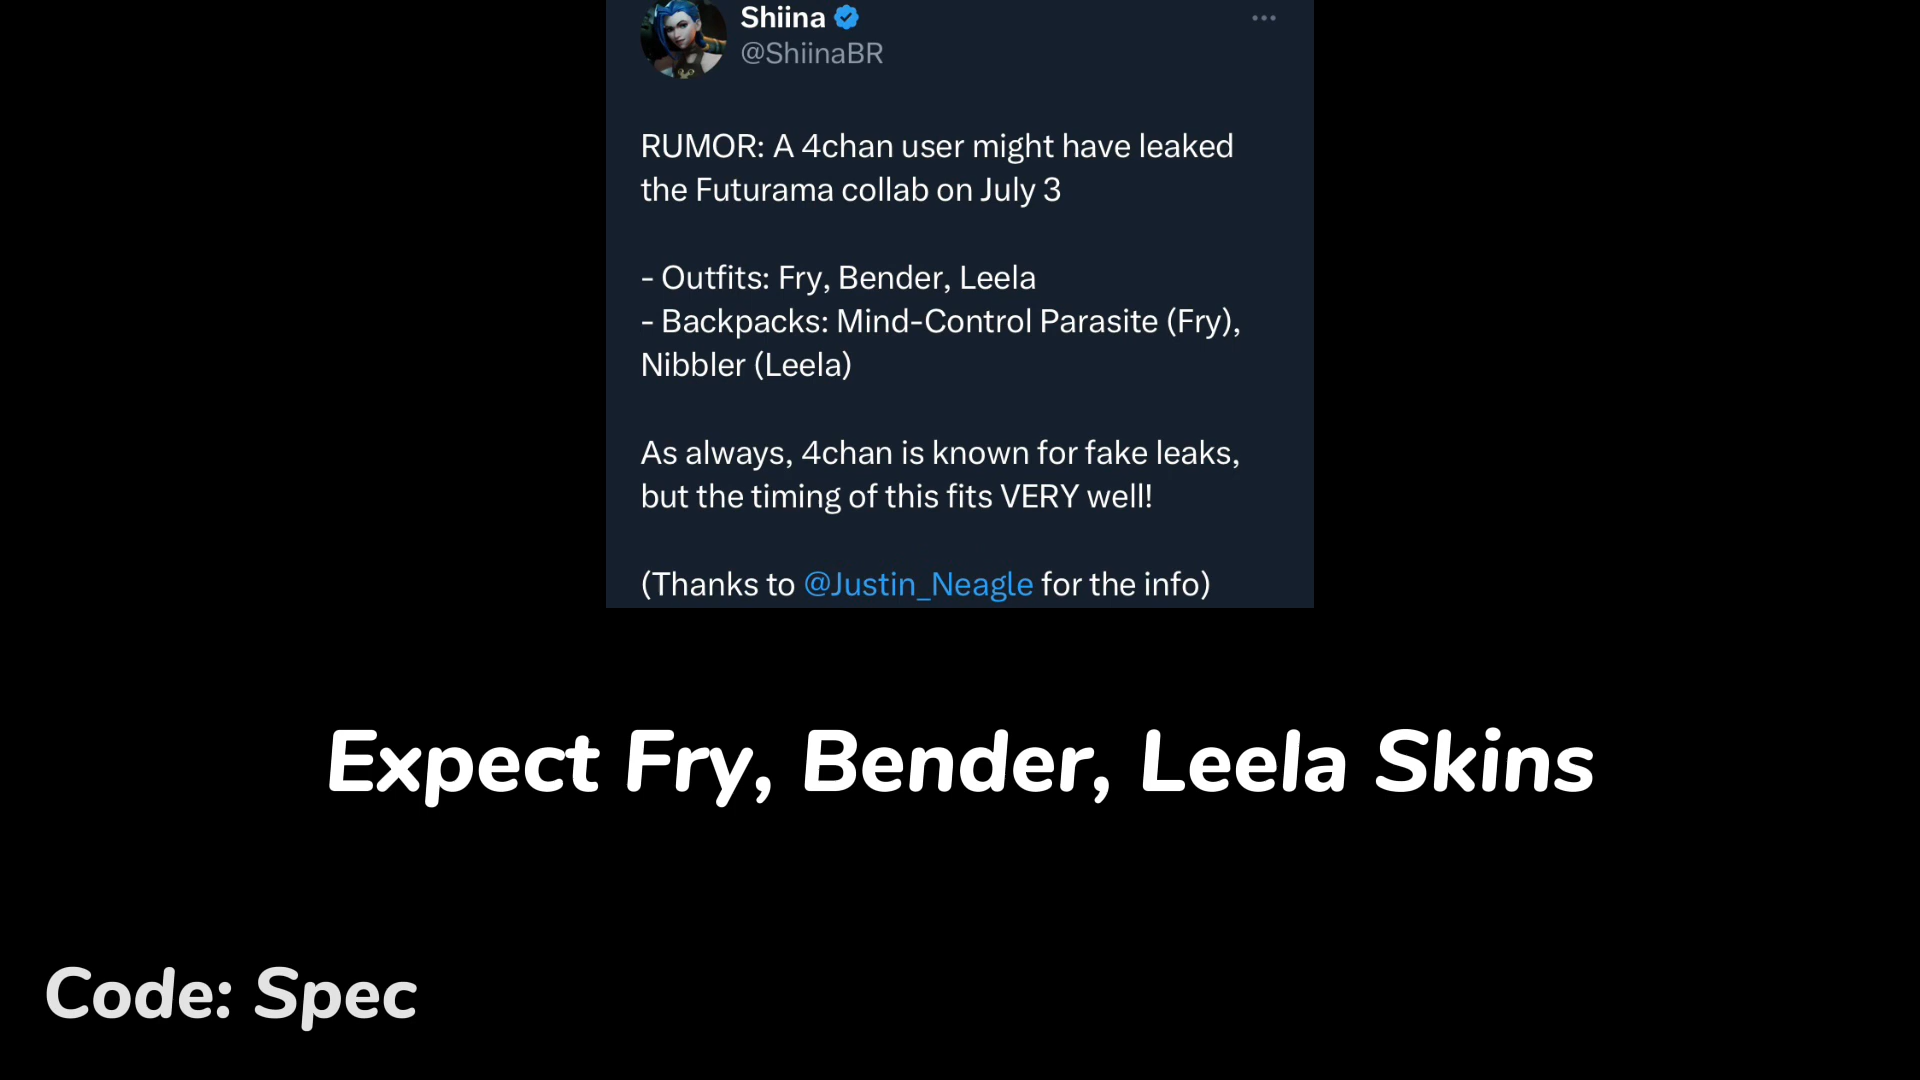 Shiina
@ShiinaBR
RUMOR: A 4chan user might have leaked
the Futurama collab on July 3
- Outfits: Fry, Bender, Leela
- Backpacks: Mind-Control Parasite (Fry),
Nibbler (Leela)
As always, 4chan is known for fake leaks,
but the timing of this fits VERY well!
(Thanks to @Justin_Neagle for the info)
Expect Fry, Bender, Leela Skins
Code: Spec